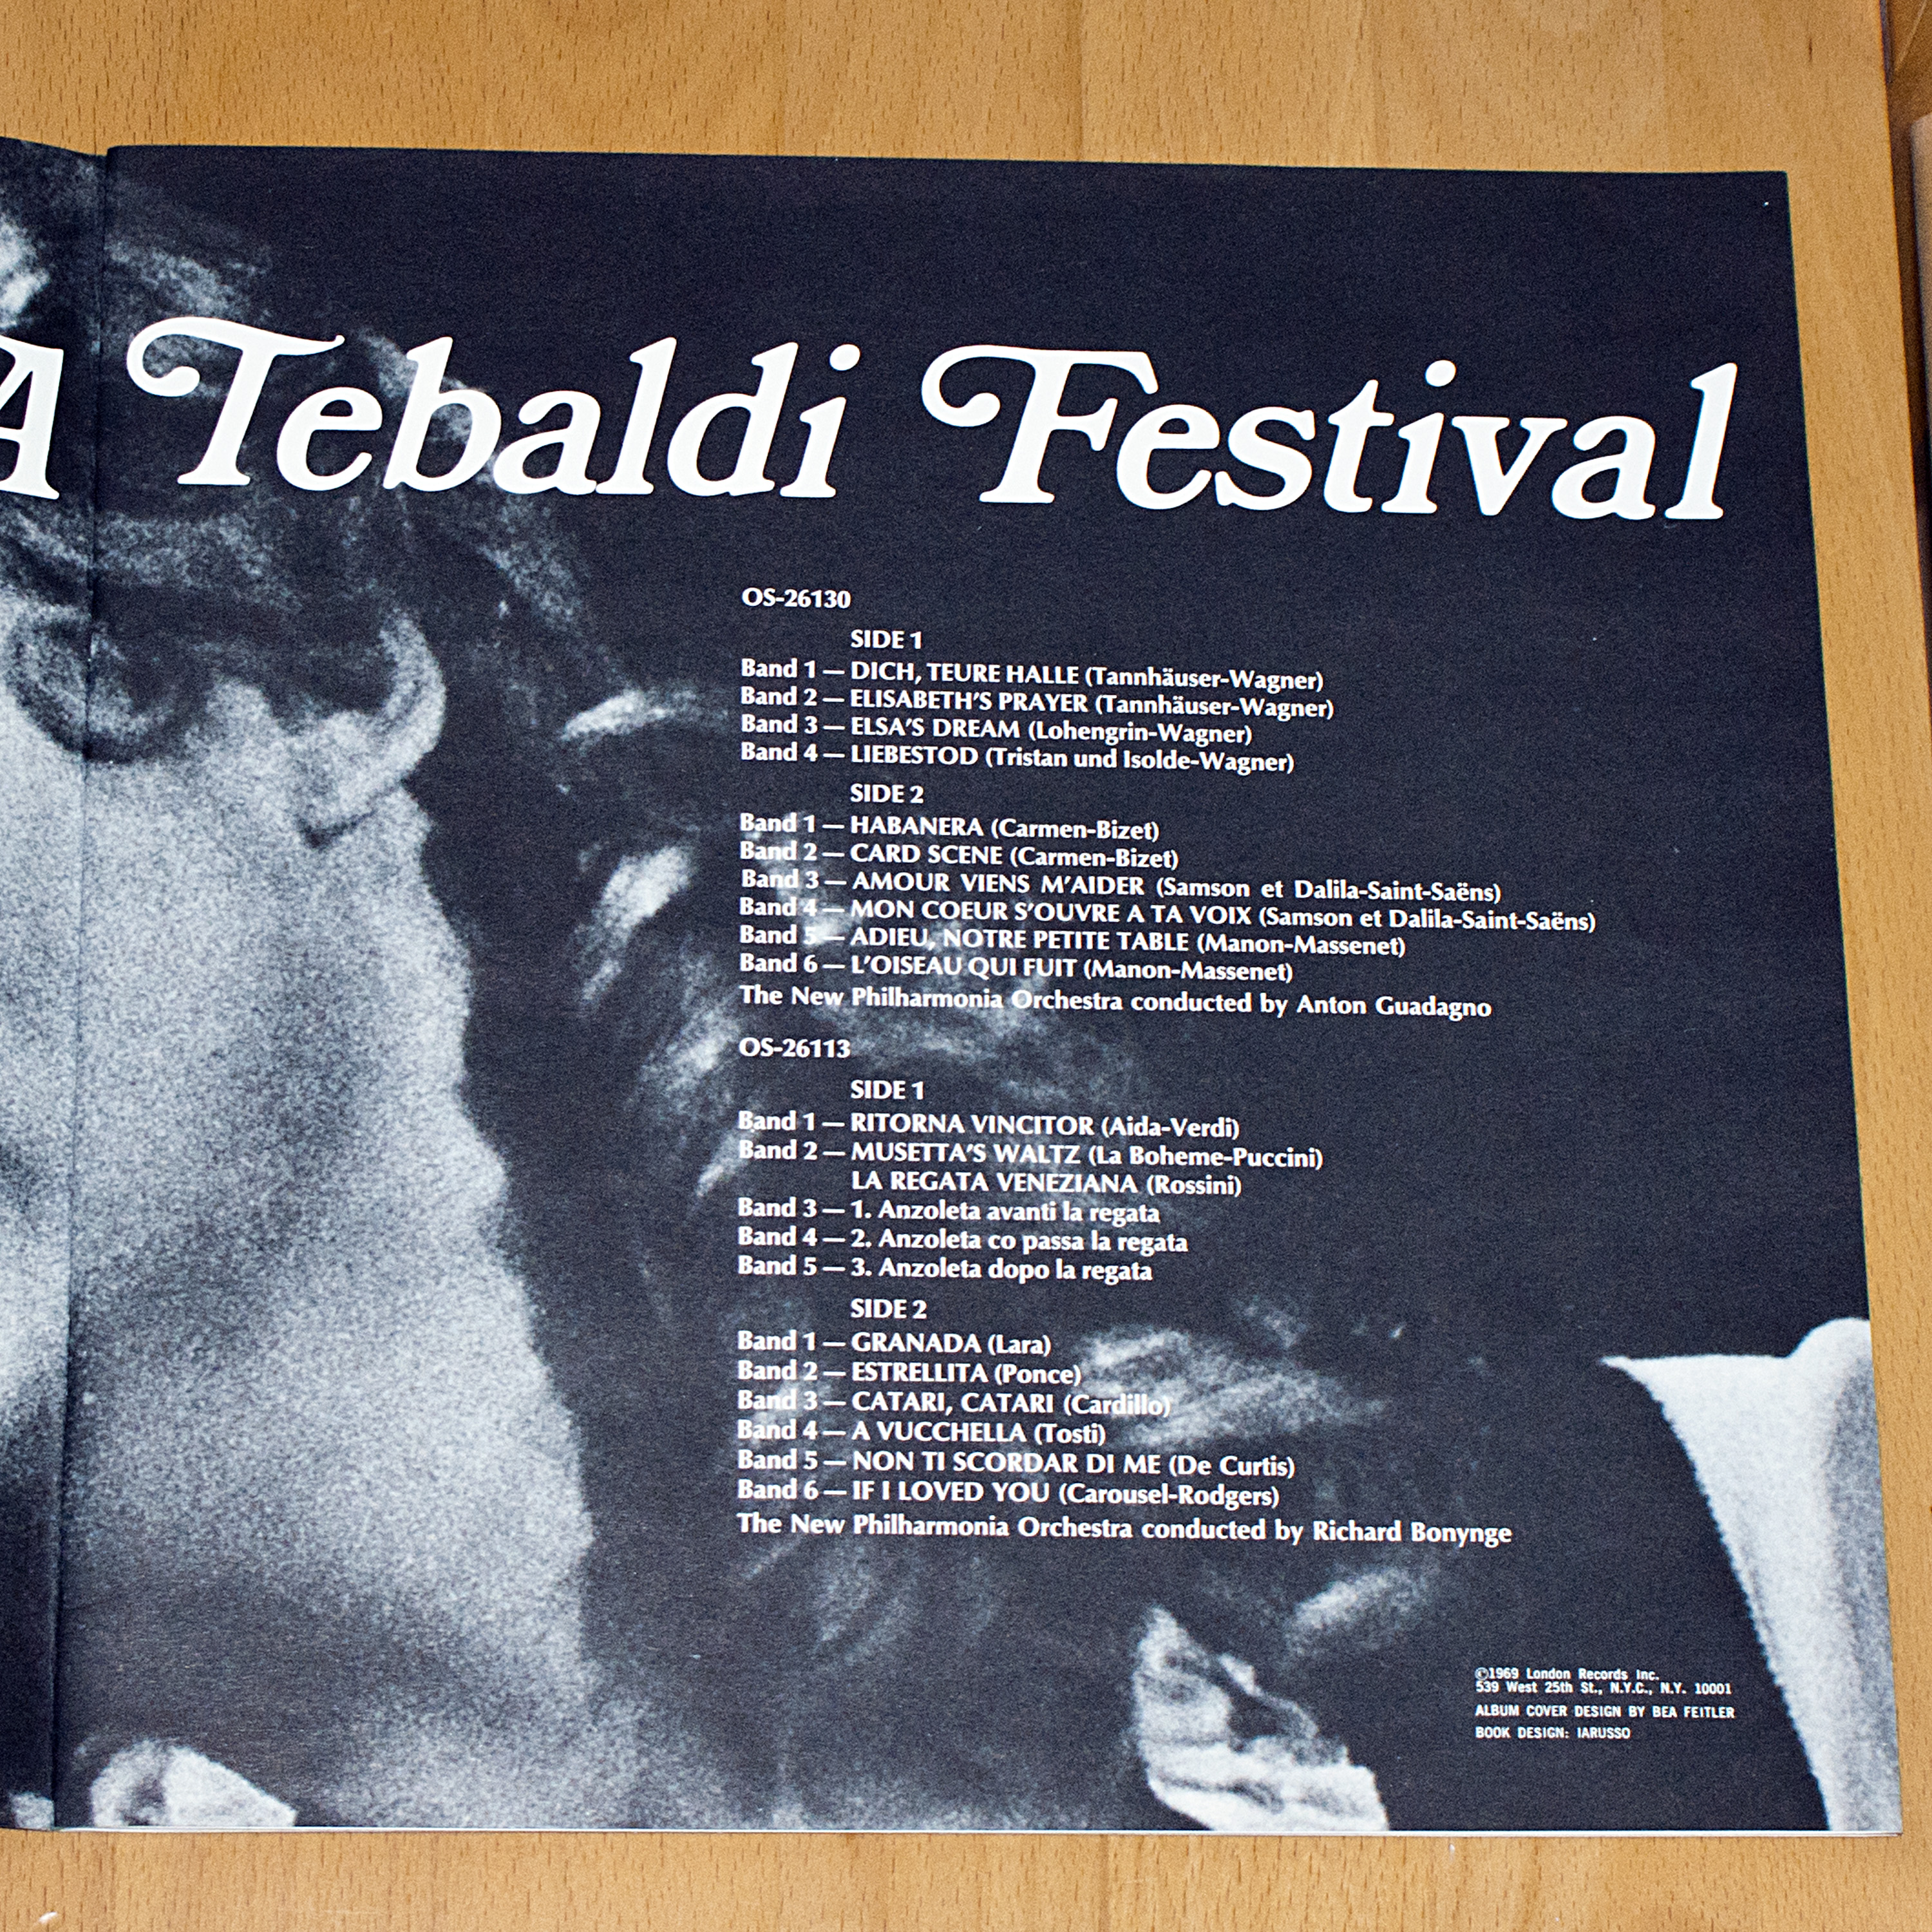 A Tebaldi Festival
OS-26130
SIDE 1
Band 1 — DICH, TEURE HALLE (Tannhäuser-Wagner)
Band 2 — ELISABETH'S PRAYER (Tannhäuser-Wagner)
Band 3 — ELSA'S DREAM (Lohengrin-Wagner)
Band 4 — LIEBESTOD (Tristan und Isolde-Wagner)
SIDE 2
Band 1 — HABANERA (Carmen-Bizet)
Band 2 — CARD SCENE (Carmen-Bizet)
Band 3 — AMOUR VIENS M'AIDER (Samson et Dalila-Saint-Saëns)
Band 4 — MON COEUR S'OUVRE A TA VOIX (Samson et Dalila-Saint-Saëns)
Band 5 — ADIEU, NOTRE PETITE TABLE (Manon-Massenet)
Band 6 — L'OISEAU QUI FUIT (Manon-Massenet)
The New Philharmonia Orchestra conducted by Anton Guadagno
OS-26113
SIDE 1
Band 1 — RITORNA VINCITOR (Aida-Verdi)
Band 2 — MUSETTA'S WALTZ (La Boheme-Puccini)
LA REGATA VENEZIANA (Rossini)
Band 3 — 1. Anzoleta avanti la regata
Band 4 — 2. Anzoleta co passa la regata
Band 5 — 3. Anzoleta dopo la regata
SIDE 2
Band 1 — GRANADA (Lara)
Band 2 — ESTRELLITA (Ponce)
Band 3 — CATARI, CATARI (Cardillo)
Band 4 — A VUCCHELLA (Tosti)
Band 5 — NON TI SCORDAR DI ME (De Curtis)
Band 6 — IF I LOVED YOU (Carousel-Rodgers)
The New Philharmonia Orchestra conducted by Richard Bonynge
©1969 London Records Inc.
539 West 25th St., N.Y.C., N.Y. 10001
ALBUM COVER DESIGN BY BEA FEITLER
BOOK DESIGN: IARUSSO